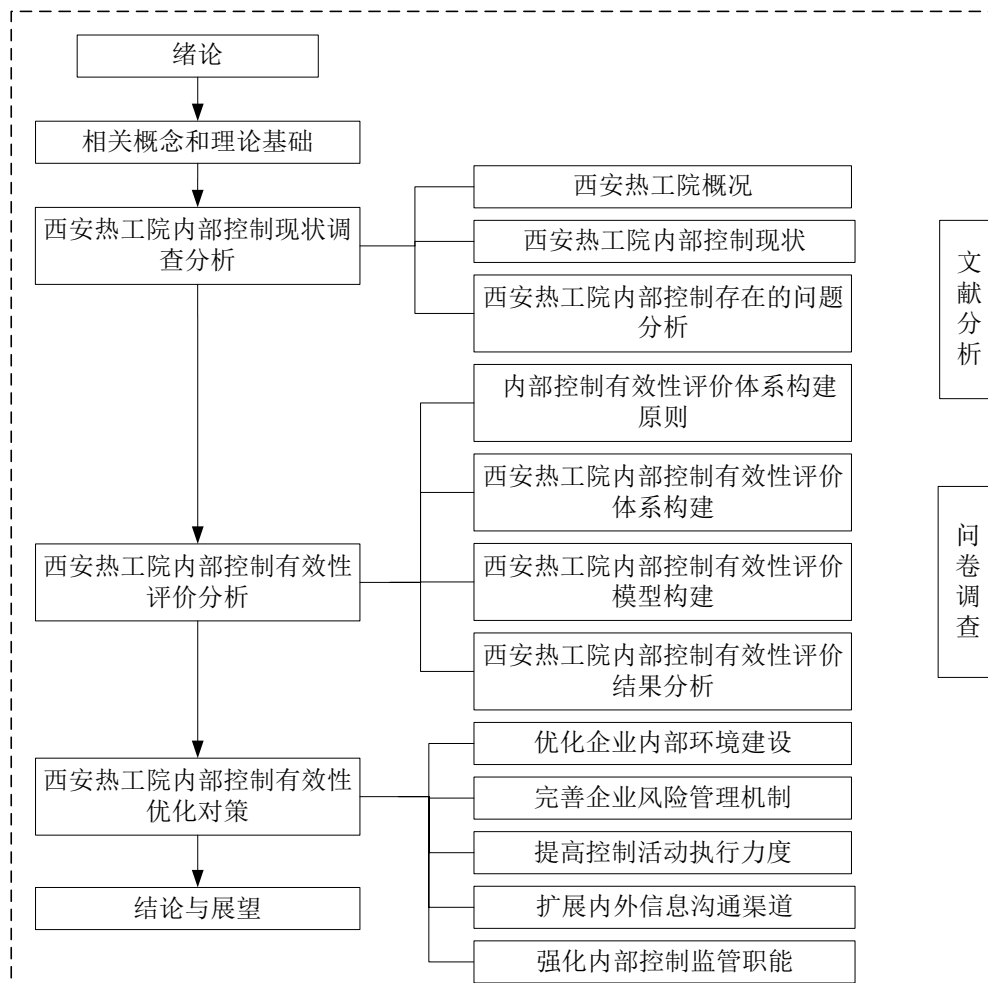 绪论
相关概念和理论基础
西安热工院内部控制现状调
查分析
西安热工院概况
西安热工院内部控制现状
西安热工院内部控制存在的问题
分析
内部控制有效性评价体系构建
原则
西安热工院内部控制有效性评价
体系构建
西安热工院内部控制有效性
评价分析
西安热工院内部控制有效性评价
模型构建
西安热工院内部控制有效性评价
结果分析
西安热工院内部控制有效性
优化对策
优化企业内部环境建设
完善企业风险管理机制
提高控制活动执行力度
扩展内外信息沟通渠道
强化内部控制监管职能
结论与展望
文献分析
问卷调查